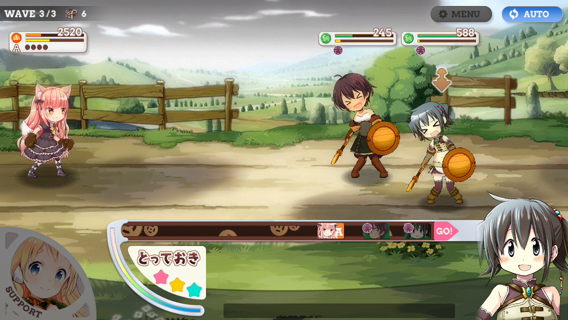 WAVE 3/3 6
MENU
AUTO
2520
A
245
588
A
GO!
とっておき
SUPPORT